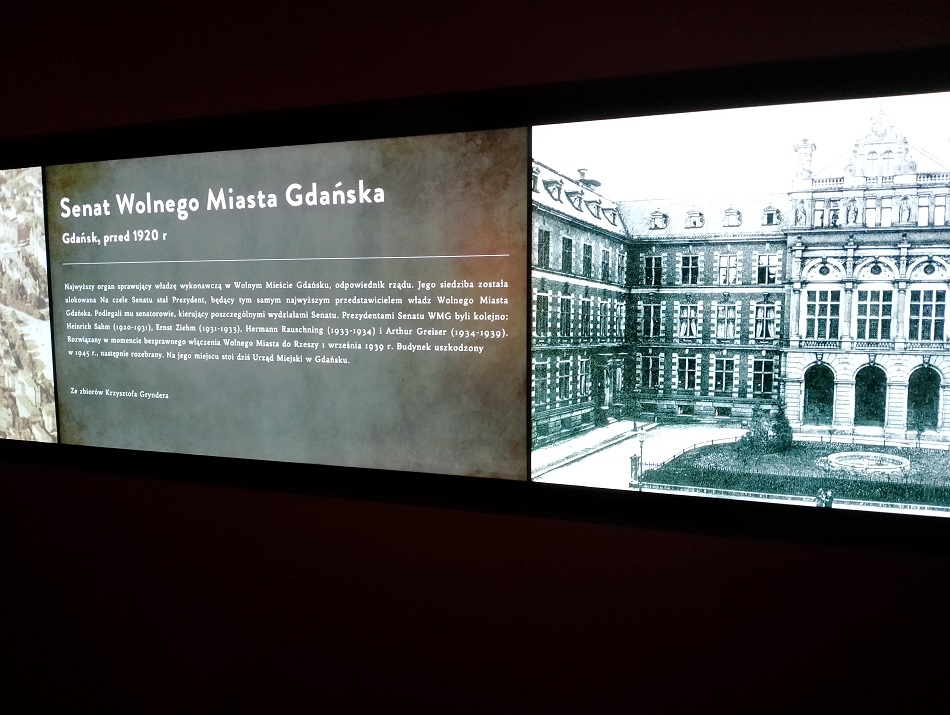 Senat Wolnego Miasta Gdańska
Gdańsk, przed 1920 r
Najwyższy organ sprawujący władzę wykonawczą w Wolnym Mieście Gdańsku, odpowiednik rządu. Jego siedziba została
ulokowana Na czele Senatu stał Prezydent, będący tym samym najwyższym przedstawicielem władz Wolnego Miasta
Gdańska. Podlegali mu senatorowie, kierujący poszczególnymi wydziałami Senatu. Prezydentami Senatu WMG byli kolejno:
Heinrich Sahm (1920-1931), Ernst Ziehm (1931-1933), Hermann Rauschning (1933-1934) i Arthur Greiser (1934-1939).
Rozwiązany w momencie bezprawnego włączenia Wolnego Miasta do Rzeszy 1 września 1939 r. Budynek uszkodzony
w 1945 r., następnie rozebrany. Na jego miejscu stoi dziś Urząd Miejski w Gdańsku.
Ze zbiorów Krzysztofa Gryndera